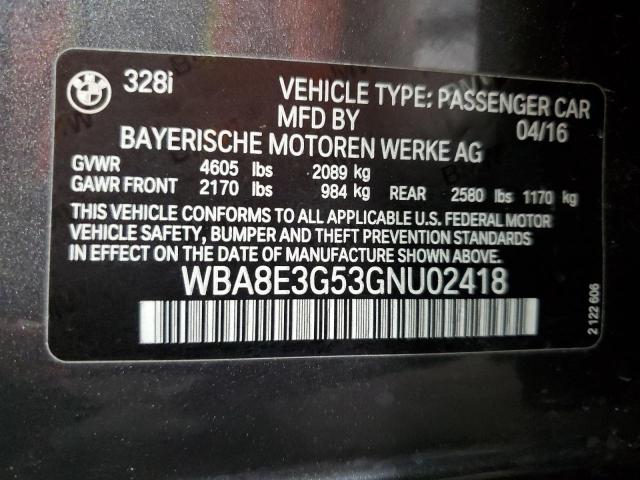 328i
VEHICLE TYPE: PASSENGER CAR
MFD BY 04/16
BAYERISCHE MOTOREN WERKE AG
GVWR 4605 lbs 2089 kg
GAWR FRONT 2170 lbs 984 kg REAR 2580 lbs 1170 kg
THIS VEHICLE CONFORMS TO ALL APPLICABLE U.S. FEDERAL MOTOR
VEHICLE SAFETY, BUMPER AND THEFT PREVENTION STANDARDS
IN EFFECT ON THE DATE OF MANUFACTURE SHOWN ABOVE.
WBA8E3G53GNU02418
2 122 606